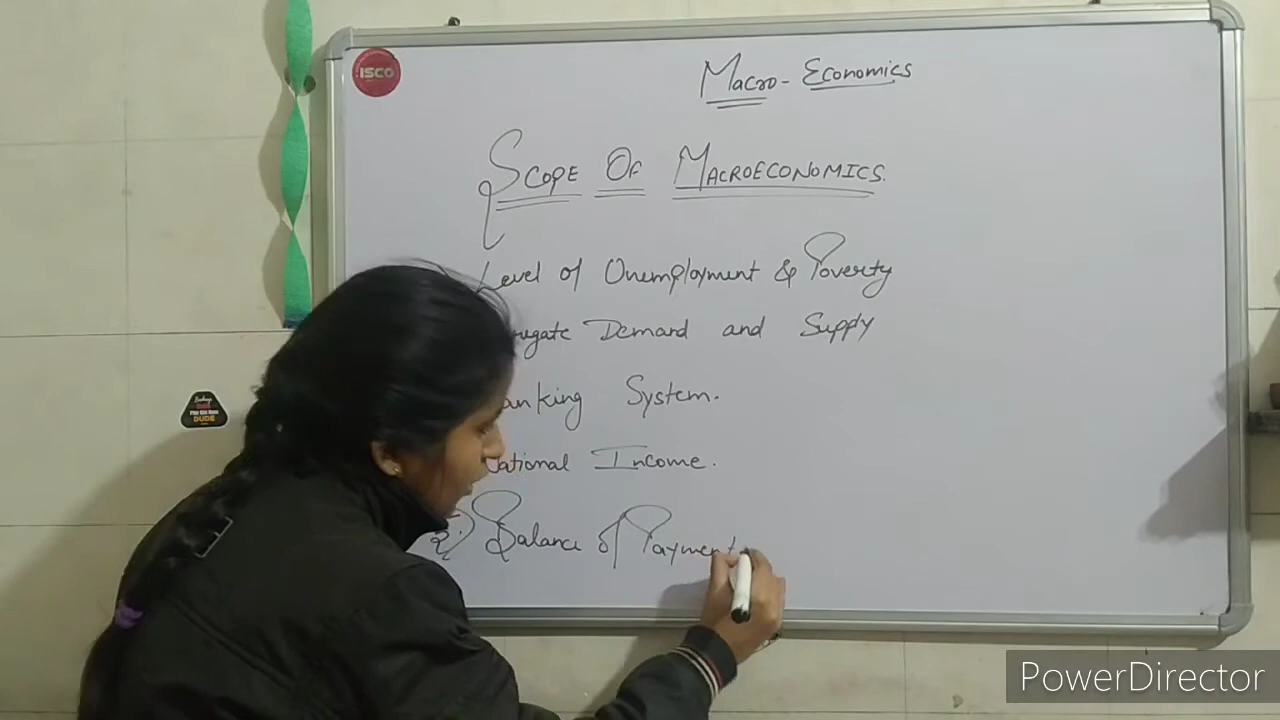 ISCO
Macro-Economics
SCOPE OF MACROECONOMICS.
Level of Unemployment & Poverty
Demand and Supply
System.
Income.
Balance of Payment
DUDE
PowerDirector